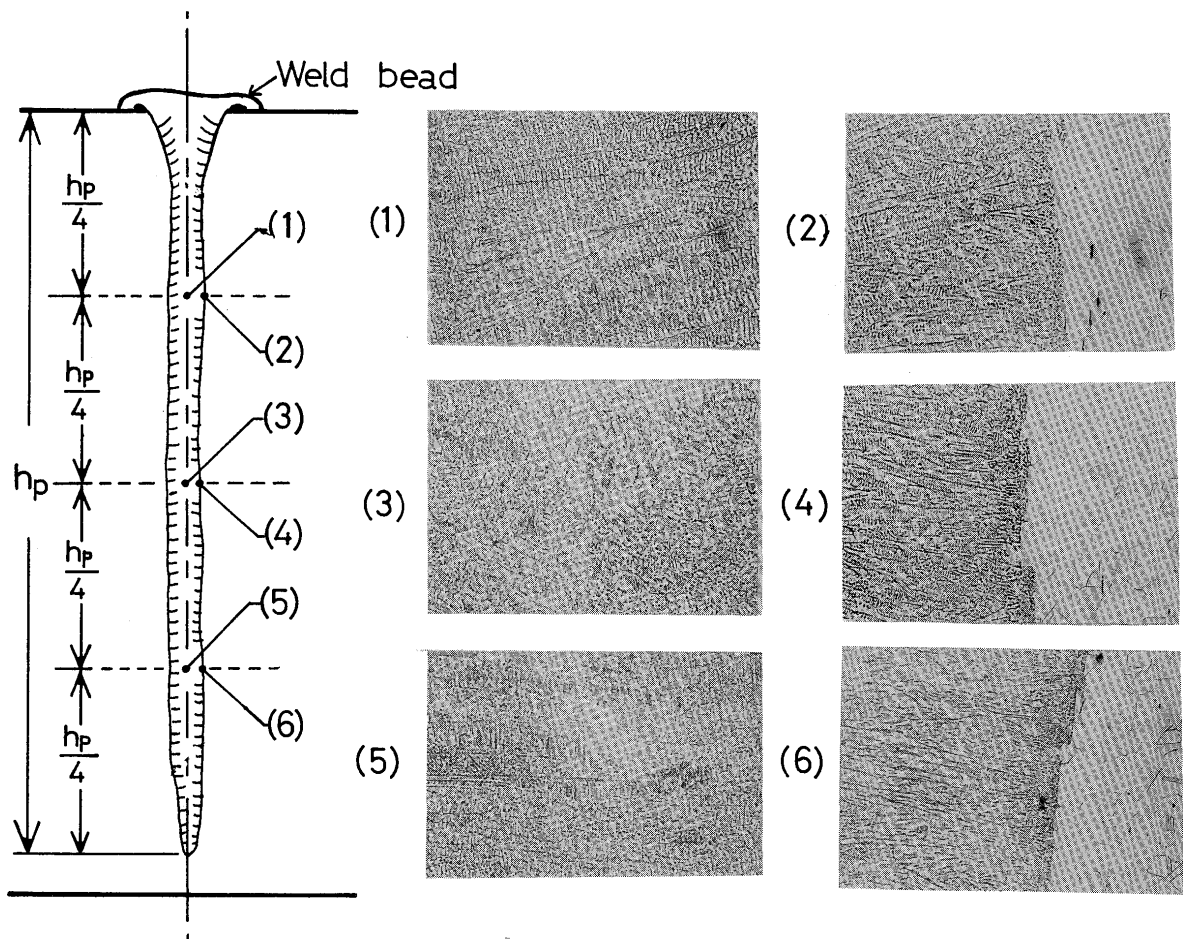 Weld bead
hp
hp/4
hp/4
hp/4
hp/4
(1)
(2)
(3)
(4)
(5)
(6)
(1)
(2)
(3)
(4)
(5)
(6)